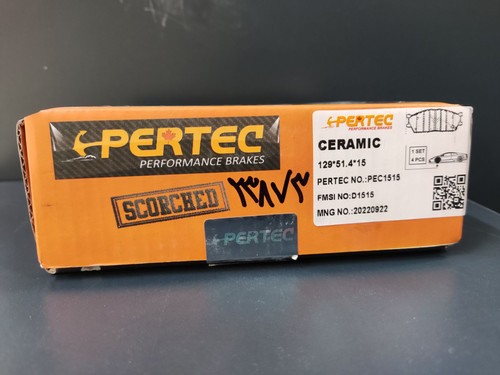 PERTEC
PERFORMANCE BRAKES
SCORCHED
PERTEC
PERTEC
PERFORMANCE BRAKES
CERAMIC
129*51.4*15
PERTEC NO.:PEC1515
FMSI NO:D1515
MNG NO.:20220922
1 SET
4 PCS